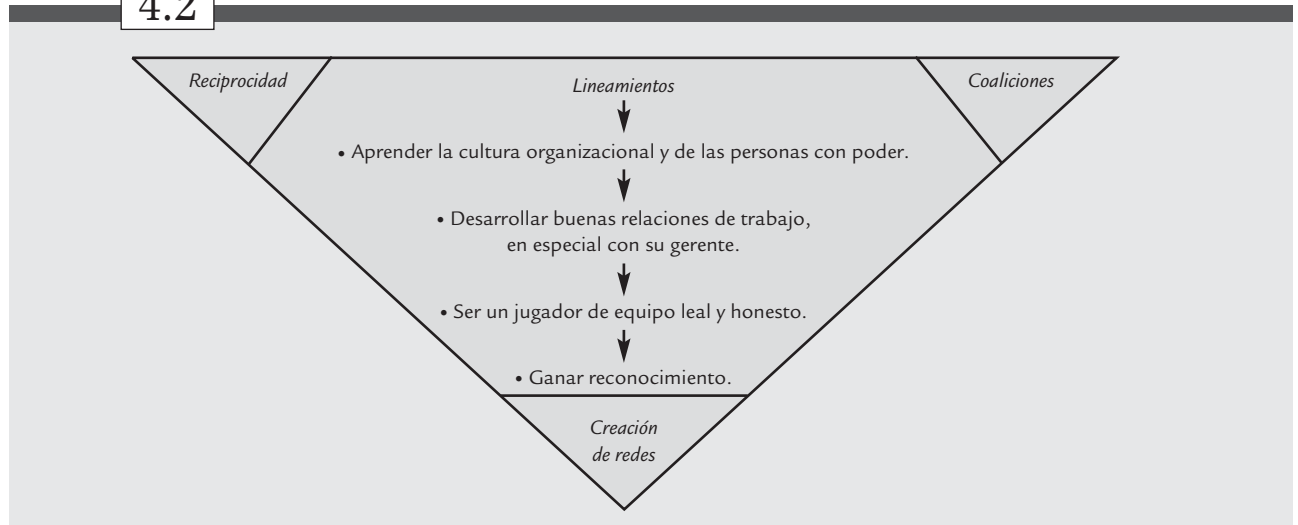 4.2
Reciprocidad
Lineamientos
Coaliciones
• Aprender la cultura organizacional y de las personas con poder.
• Desarrollar buenas relaciones de trabajo,
en especial con su gerente.
• Ser un jugador de equipo leal y honesto.
• Ganar reconocimiento.
Creación
de redes